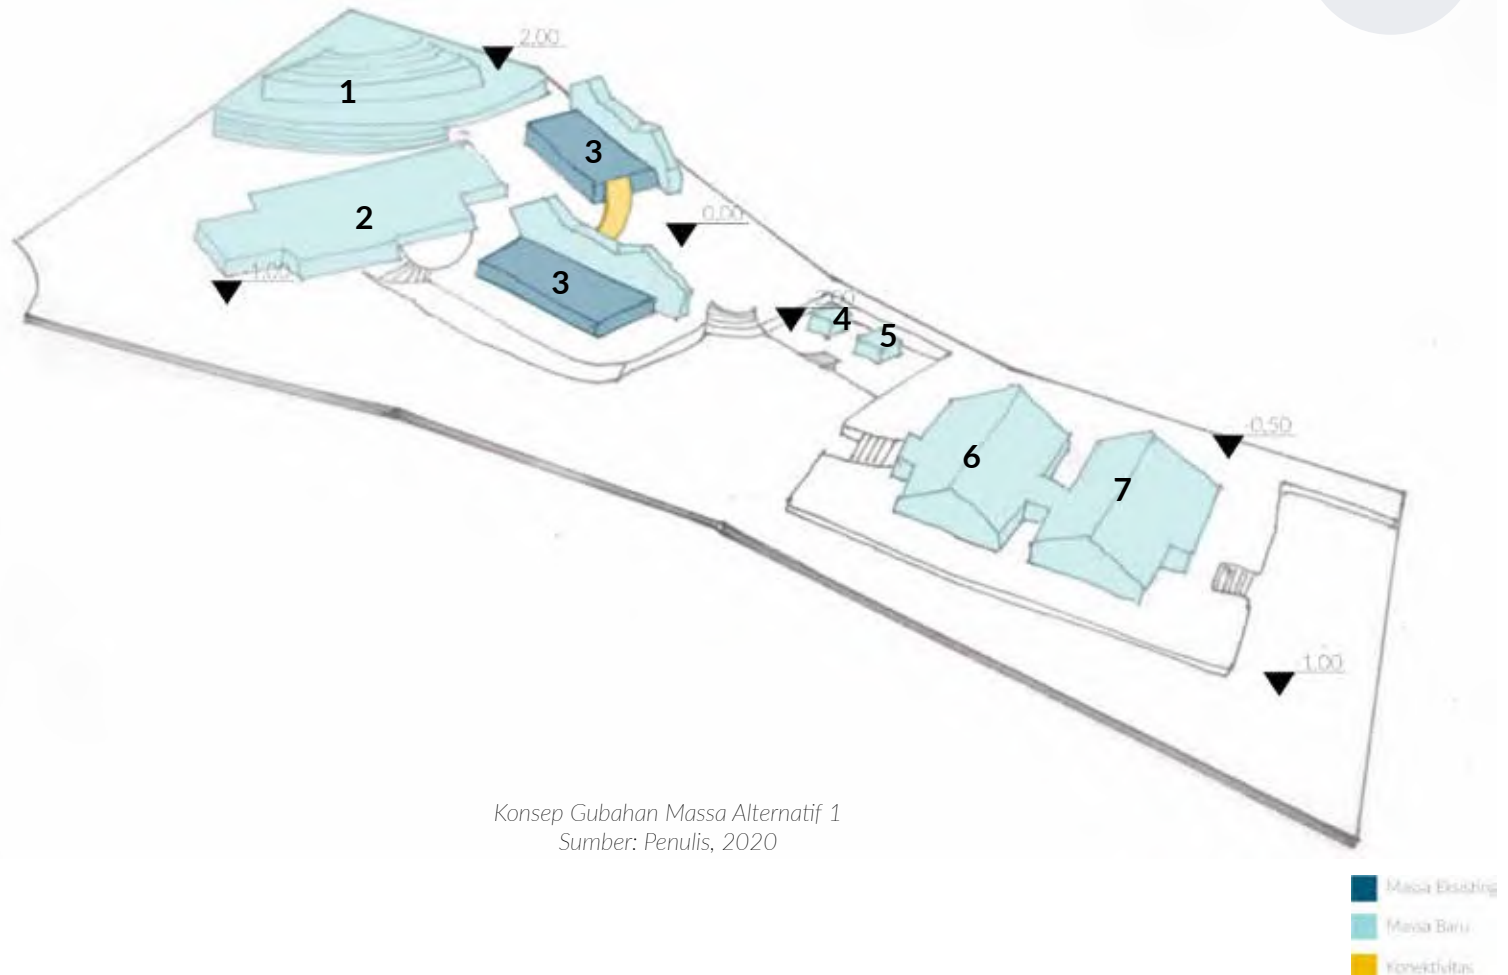 2,00
1
3
0,00
2
-1,00
3
4
5
-0,50
6
7
1,00
Konsep Gubahan Massa Alternatif 1
Sumber: Penulis, 2020
Massa Eksisting
Massa Baru
Konektivitas